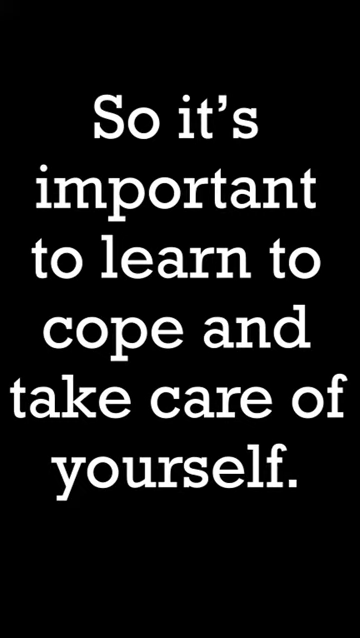 So it’s
important
to learn to
cope and
take care of
yourself.